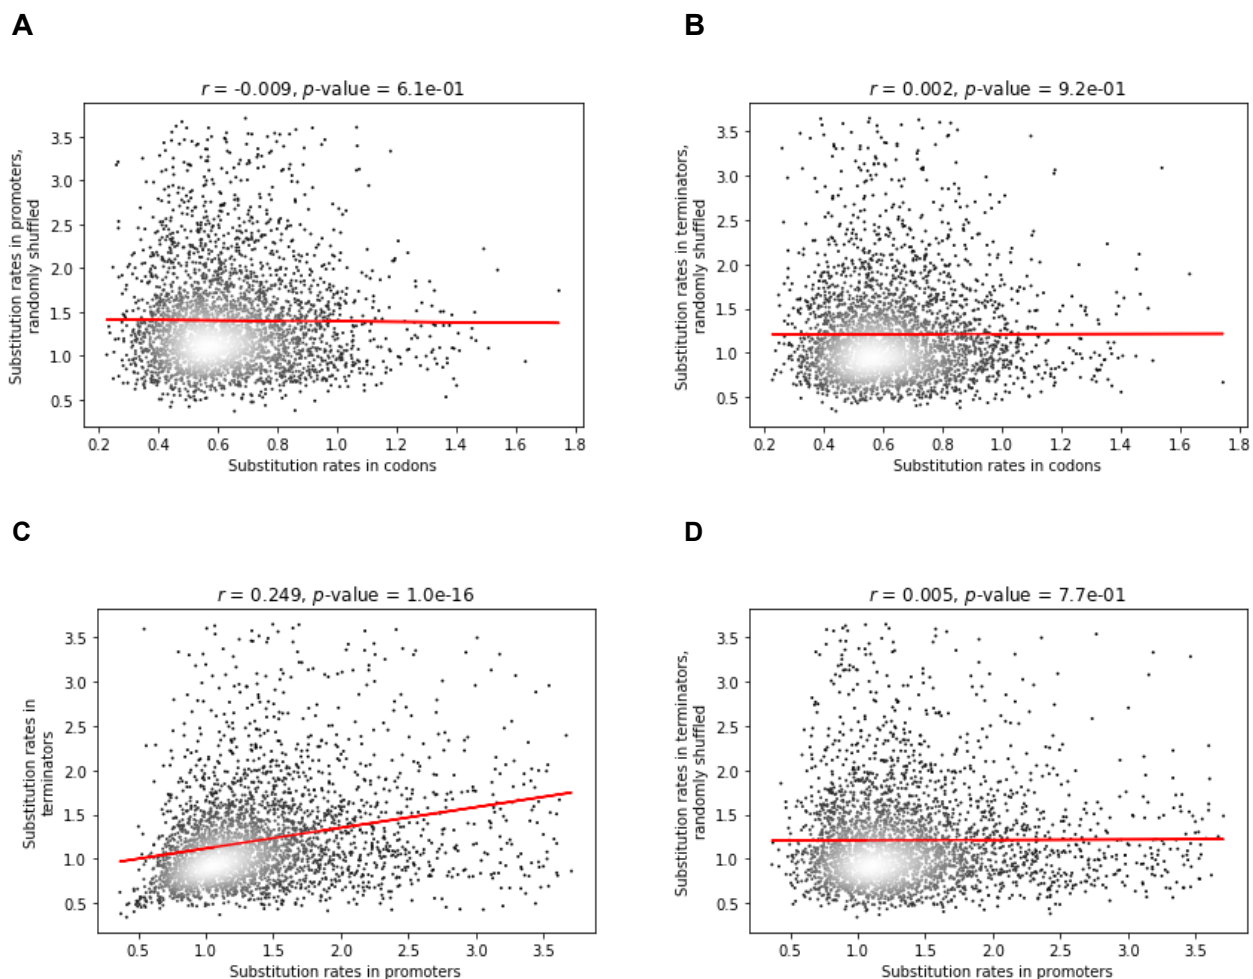 A
B
r = -0.009, p-value = 6.1e-01
r = 0.002, p-value = 9.2e-01
Substitution rates in promoters,
randomly shuffled
3.5
3.0
2.5
2.0
1.5
1.0
0.5
0.2 0.4 0.6 0.8 1.0 1.2 1.4 1.6 1.8
Substitution rates in codons
Substitution rates in terminators,
randomly shuffled
3.5
3.0
2.5
2.0
1.5
1.0
0.5
0.2 0.4 0.6 0.8 1.0 1.2 1.4 1.6 1.8
Substitution rates in codons
C
D
r = 0.249, p-value = 1.0e-16
r = 0.005, p-value = 7.7e-01
Substitution rates in
terminators
3.5
3.0
2.5
2.0
1.5
1.0
0.5
0.5 1.0 1.5 2.0 2.5 3.0 3.5
Substitution rates in promoters
Substitution rates in terminators,
randomly shuffled
3.5
3.0
2.5
2.0
1.5
1.0
0.5
0.5 1.0 1.5 2.0 2.5 3.0 3.5
Substitution rates in promoters